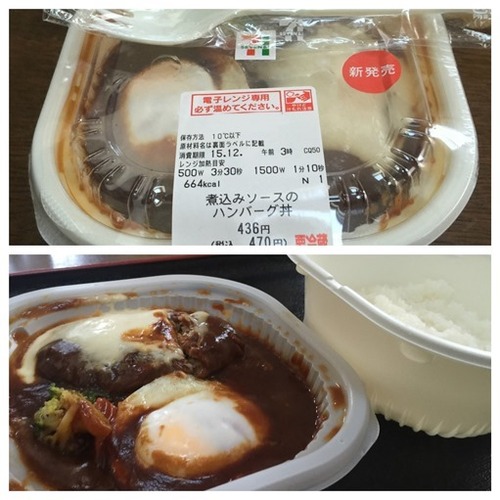 新発売
電子レンジ専用
必ず温めてください。
保存方法 10℃以下
原材料名は裏面ラベルに記載
消費期限 15.12. 午前 3時 CQ50
レンジ加熱目安
500W 3分30秒 1500W 1分10秒
664kcal N 1
煮込みソースの
ハンバーグ丼
436円
(税込 470円)